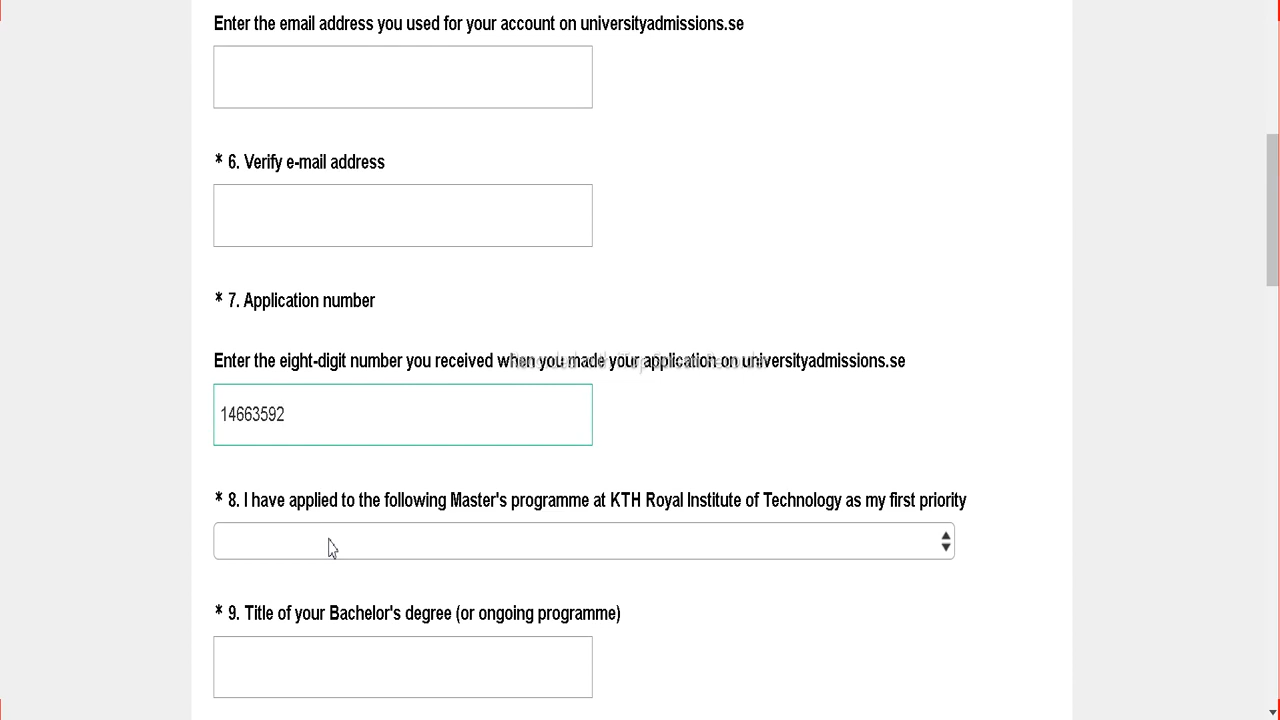 Enter the email address you used for your account on universityadmissions.se
* 6. Verify e-mail address
* 7. Application number
Enter the eight-digit number you received when you made your application on universityadmissions.se
14663592
* 8. I have applied to the following Master's programme at KTH Royal Institute of Technology as my first priority
* 9. Title of your Bachelor's degree (or ongoing programme)